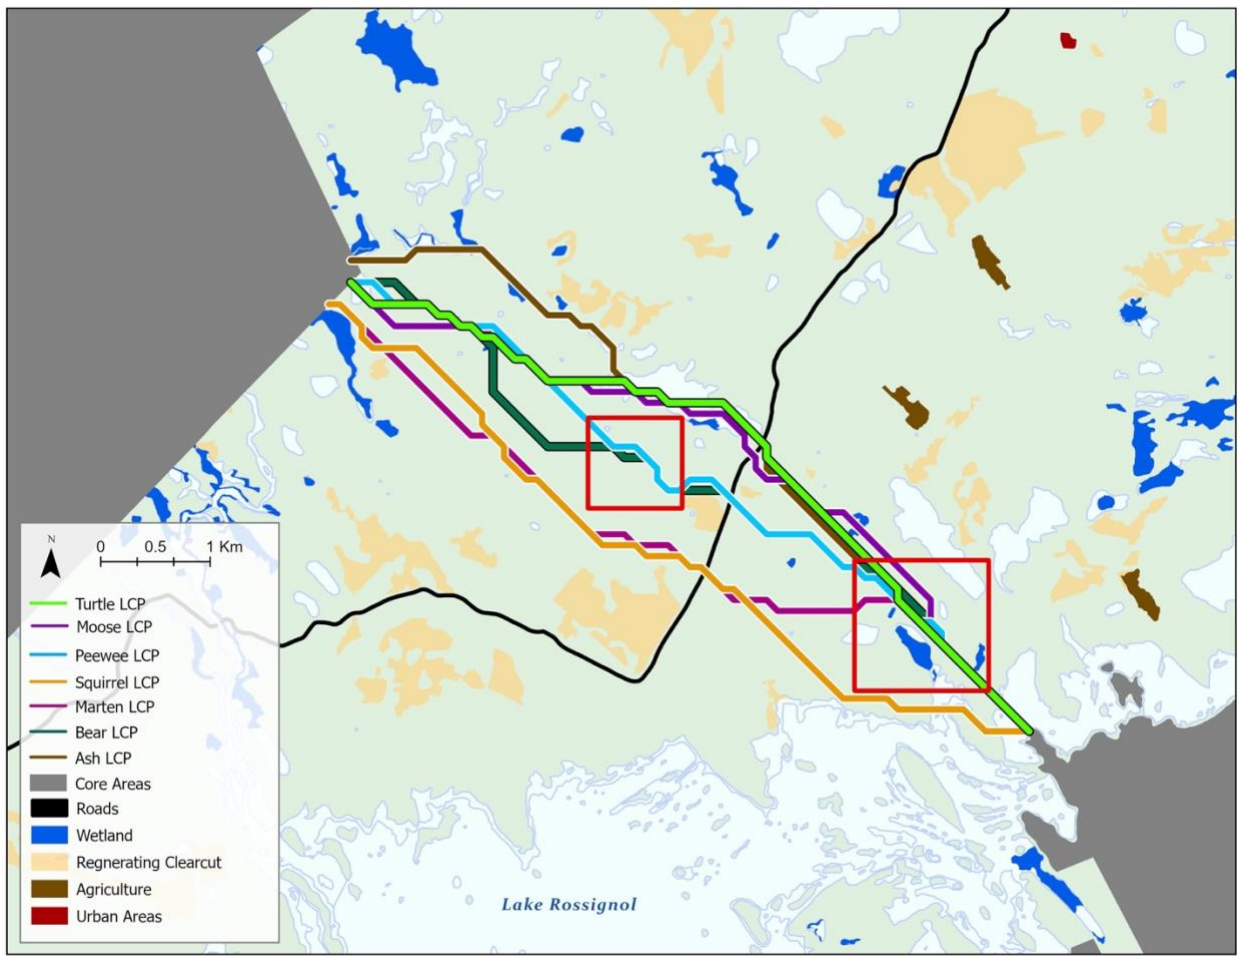 N
0 0.5 1 Km
Turtle LCP
Moose LCP
Peewee LCP
Squirrel LCP
Marten LCP
Bear LCP
Ash LCP
Core Areas
Roads
Wetland
Regnerating Clearcut
Agriculture
Urban Areas
Lake Rossignol